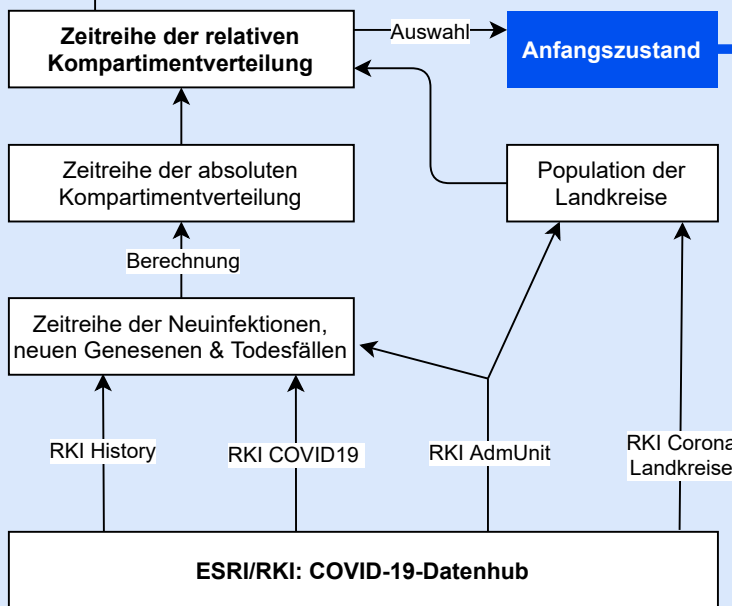 Zeitreihe der relativen
Kompartimentverteilung
Auswahl
Anfangszustand
Zeitreihe der absoluten
Kompartimentverteilung
Population der
Landkreise
Berechnung
Zeitreihe der Neuinfektionen,
neuen Genesenen & Todesfällen
RKI History
RKI COVID19
RKI AdmUnit
RKI Corona
Landkreise
ESRI/RKI: COVID-19-Datenhub